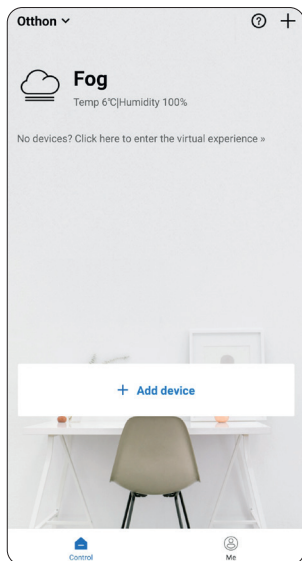 Otthon
Fog
Temp 6℃|Humidity 100%
No devices? Click here to enter the virtual experience »
+ Add device
Control
Me